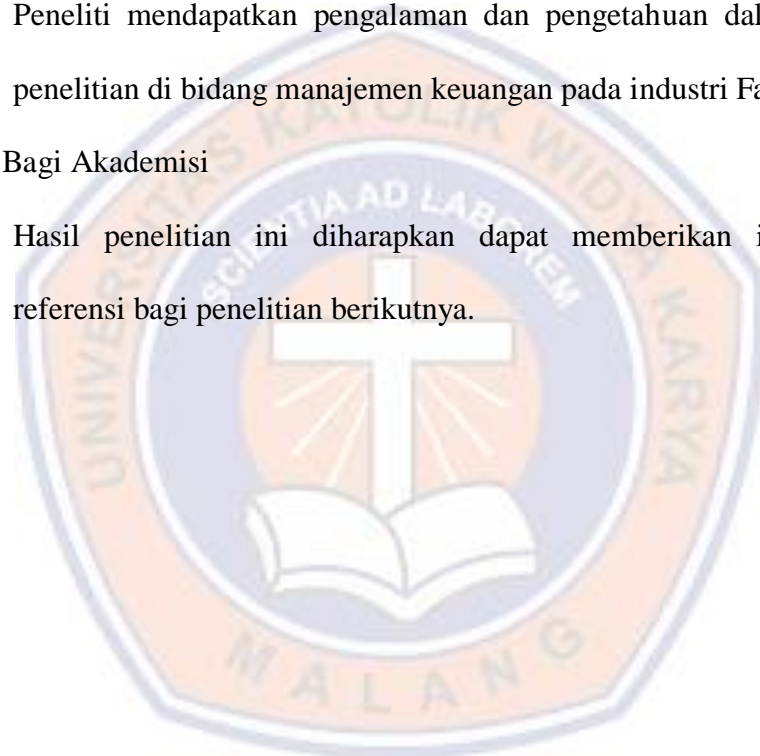 Peneliti mendapatkan pengalaman dan pengetahuan dal
penelitian di bidang manajemen keuangan pada industri Fa
Bagi Akademisi
Hasil penelitian ini diharapkan dapat memberikan i
referensi bagi penelitian berikutnya.
UNIVERSITAS KATOLIK WIDYA KARYA
SCIENTIA AD LABOREM
MALANG